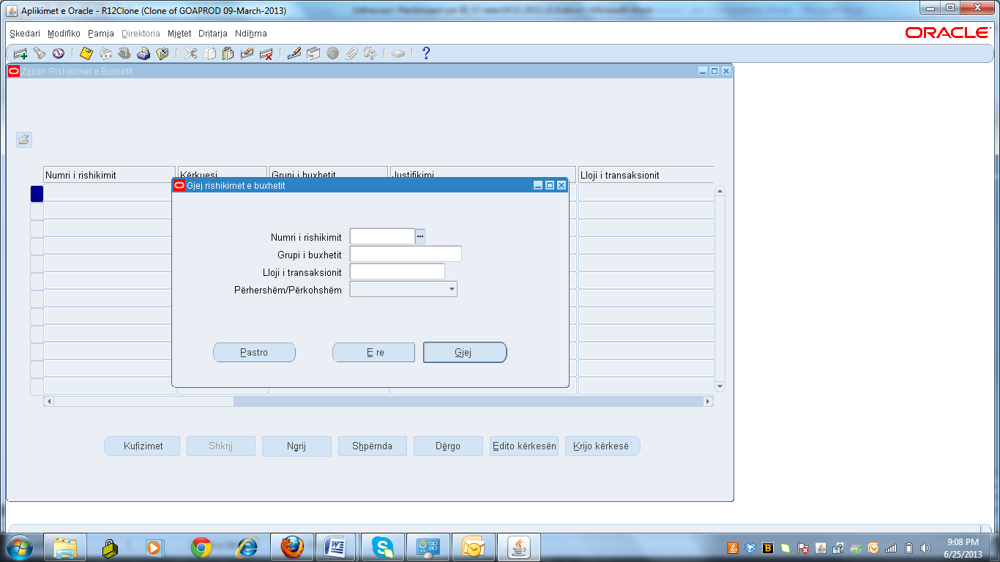 Aplikimet e Oracle - R12Clone (Clone of GOAPROD 09-March-2013)
Skedari Modifiko Pamja Direktoria Mjetet Dritarja Ndihma
ORACLE
Zgjidh Rishikimet e Buxhetit
Numri i rishikimit Kërkuesi Grupi i buxhetit Justifikimi Lloji i transaksionit
Gjej rishikimet e buxhetit
Numri i rishikimit
Grupi i buxhetit
Lloji i transaksionit
Përhershëm/Përkohshëm
Pastro E re Gjej
Kufizimet Shkrij Ngrij Shpërnda Dërgo Edito kërkesën Krijo kërkesë
9:08 PM
6/25/2013